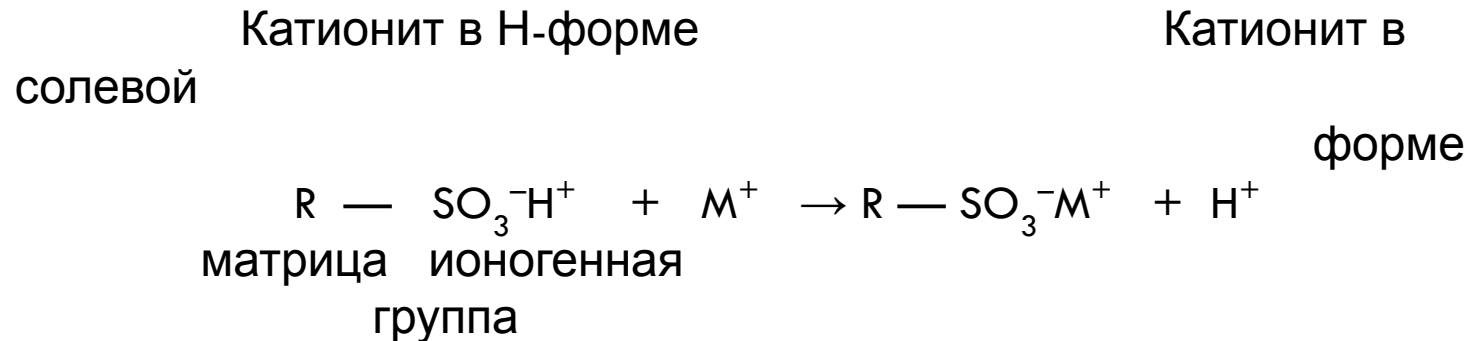 Катионит в Н-форме Катионит в
солевой
форме
R — SO₃⁻H⁺ + M⁺ → R — SO₃⁻M⁺ + H⁺
матрица ионогенная
группа